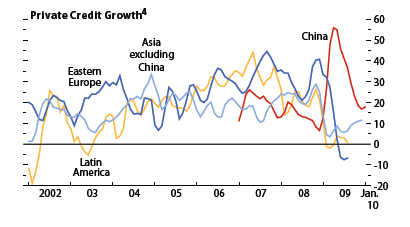 Private Credit Growth4
China
Asia
excluding
China
Eastern
Europe
Latin
America
60
50
40
30
20
10
0
-10
-20
2002
03
04
05
06
07
08
09
Jan.
10